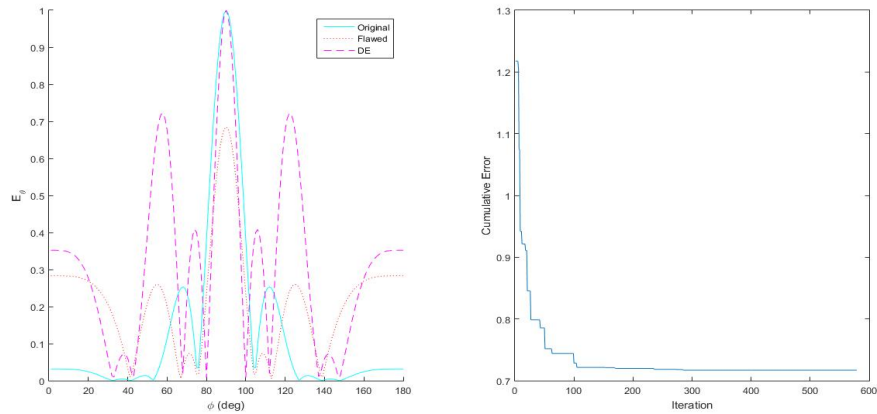 Original
Flawed
DE
1
0.9
0.8
0.7
0.6
0.5
0.4
0.3
0.2
0.1
0
E_θ
0 20 40 60 80 100 120 140 160 180
ϕ (deg)
1.3
1.2
1.1
1
0.9
0.8
0.7
Cumulative Error
0 100 200 300 400 500 600
Iteration